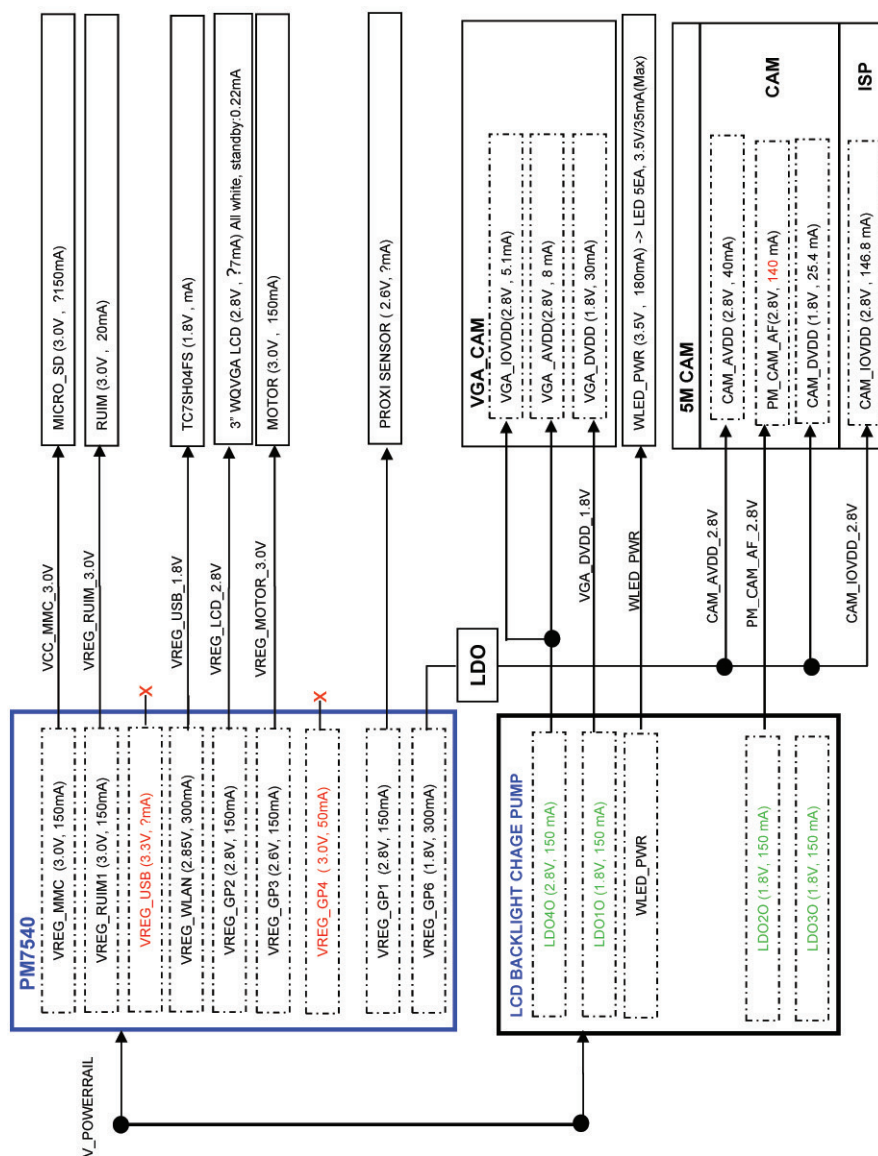 V_POWERRAIL
PM7540
VREG_MMC (3.0V, 150mA)
VREG_RUIM1 (3.0V, 150mA)
VREG_USB (3.3V, ?mA)
VREG_WLAN (2.85V, 300mA)
VREG_GP2 (2.8V, 150mA)
VREG_GP3 (2.6V, 150mA)
VREG_GP4 ( 3.0V, 50mA)
VREG_GP1 (2.8V, 150mA)
VREG_GP6 (1.8V, 300mA)
X
X
VCC_MMC_3.0V
VREG_RUIM_3.0V
VREG_USB_1.8V
VREG_LCD_2.8V
VREG_MOTOR_3.0V
MICRO_SD (3.0V , ?150mA)
RUIM (3.0V , 20mA)
TC7SH04FS (1.8V , mA)
3" WQVGA LCD (2.8V , ?7mA) All white, standby:0.22mA
MOTOR (3.0V , 150mA)
PROXI SENSOR ( 2.6V, ?mA)
LCD BACKLIGHT CHAGE PUMP
LDO4O (2.8V, 150 mA)
LDO1O (1.8V, 150 mA)
WLED_PWR
LDO2O (1.8V, 150 mA)
LDO3O (1.8V, 150 mA)
LDO
VGA_DVDD_1.8V
WLED_PWR
CAM_AVDD_2.8V
PM_CAM_AF_2.8V
CAM_IOVDD_2.8V
VGA_CAM
VGA_IOVDD(2.8V , 5.1mA)
VGA _AVDD(2.8V , 8 mA)
VGA_DVDD (1.8V, 30mA)
WLED_PWR (3.5V , 180mA) -> LED 5EA, 3.5V/35mA(Max)
5M CAM
CAM
CAM_AVDD (2.8V , 40mA)
PM_CAM_AF(2.8V, 140 mA)
CAM_DVDD (1.8V , 25.4 mA)
ISP
CAM_IOVDD (2.8V , 146.8 mA)